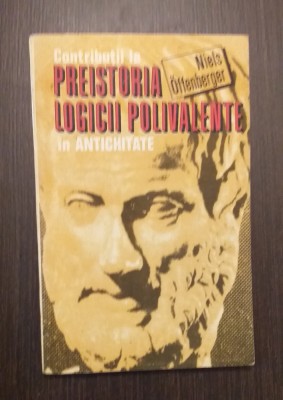 Contribuții la
PREISTORIA
LOGICII POLIVALENTE
în ANTICHITATE
Niels
Öffenberger